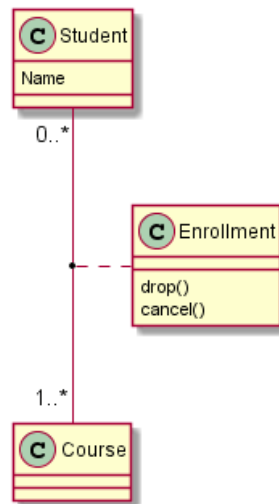 C Student
Name
0..*
C Enrollment
drop()
cancel()
1..*
C Course